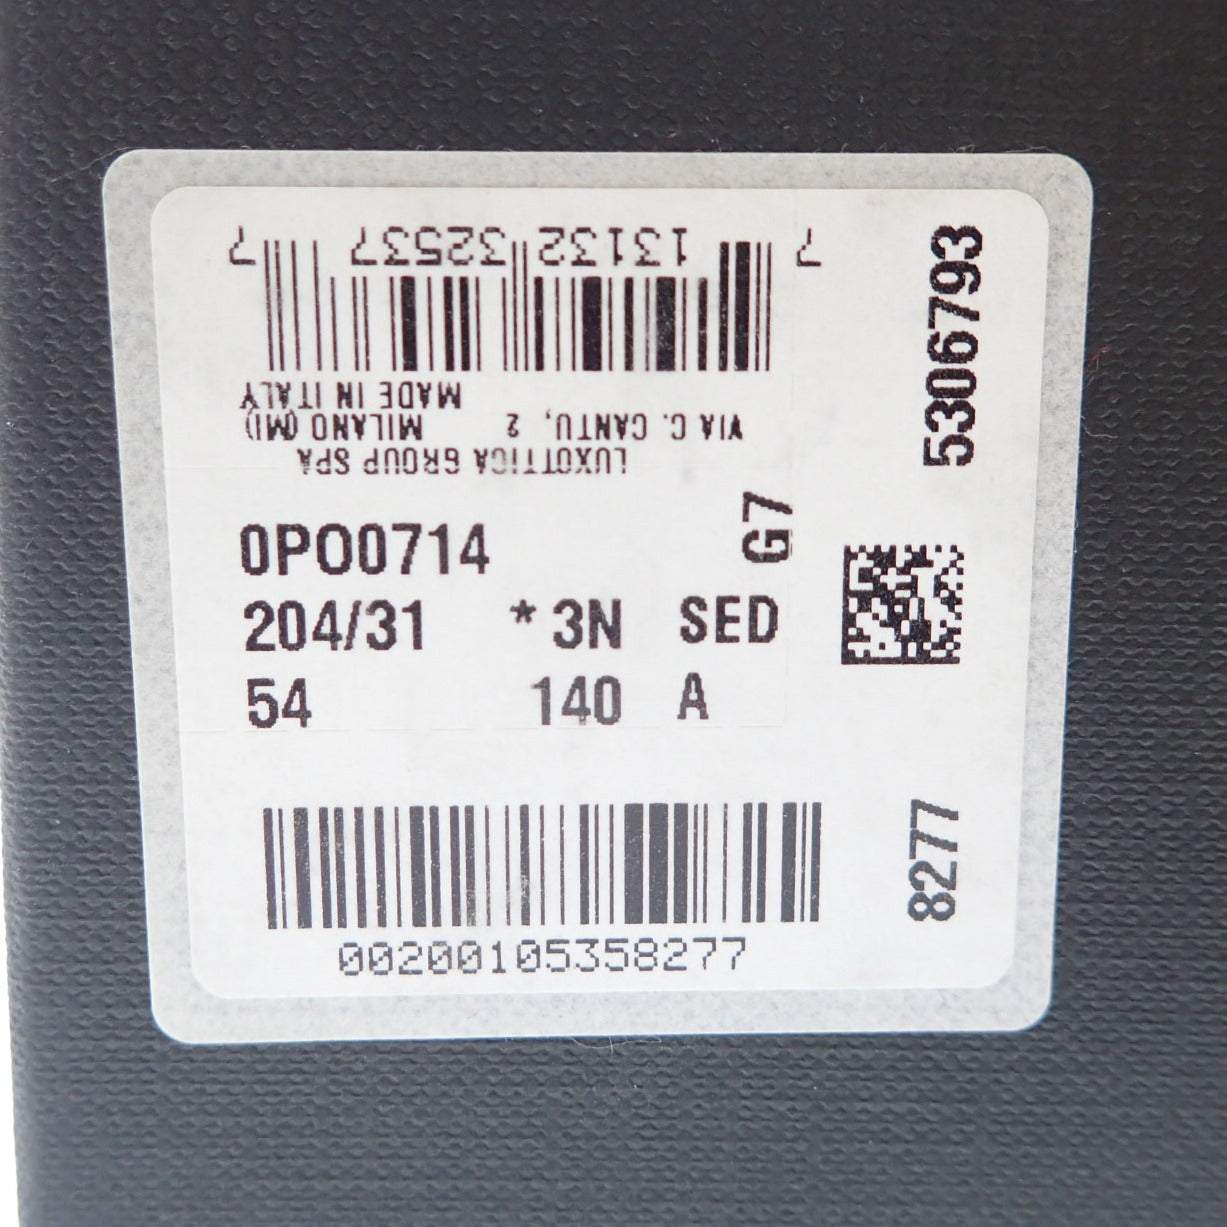 7 13132 32537 7
LUXOTTICA GROUP SPA
VIA C. CANTU, 2 MILANO (MI)
MADE IN ITALY
0PO0714
G7
204/31 * 3N SED
54 140 A
00200105358277
5306793
8277